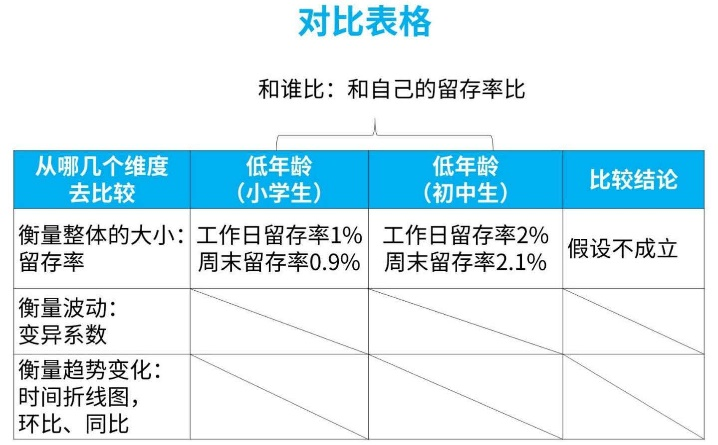 对比表格
和谁比：和自己的留存率比
从哪几个维度
去比较
低年龄
（小学生）
低年龄
（初中生）
比较结论
衡量整体的大小：
留存率
工作日留存率1%
周末留存率0.9%
工作日留存率2%
周末留存率2.1%
假设不成立
衡量波动：
变异系数
衡量趋势变化：
时间折线图，
环比、同比